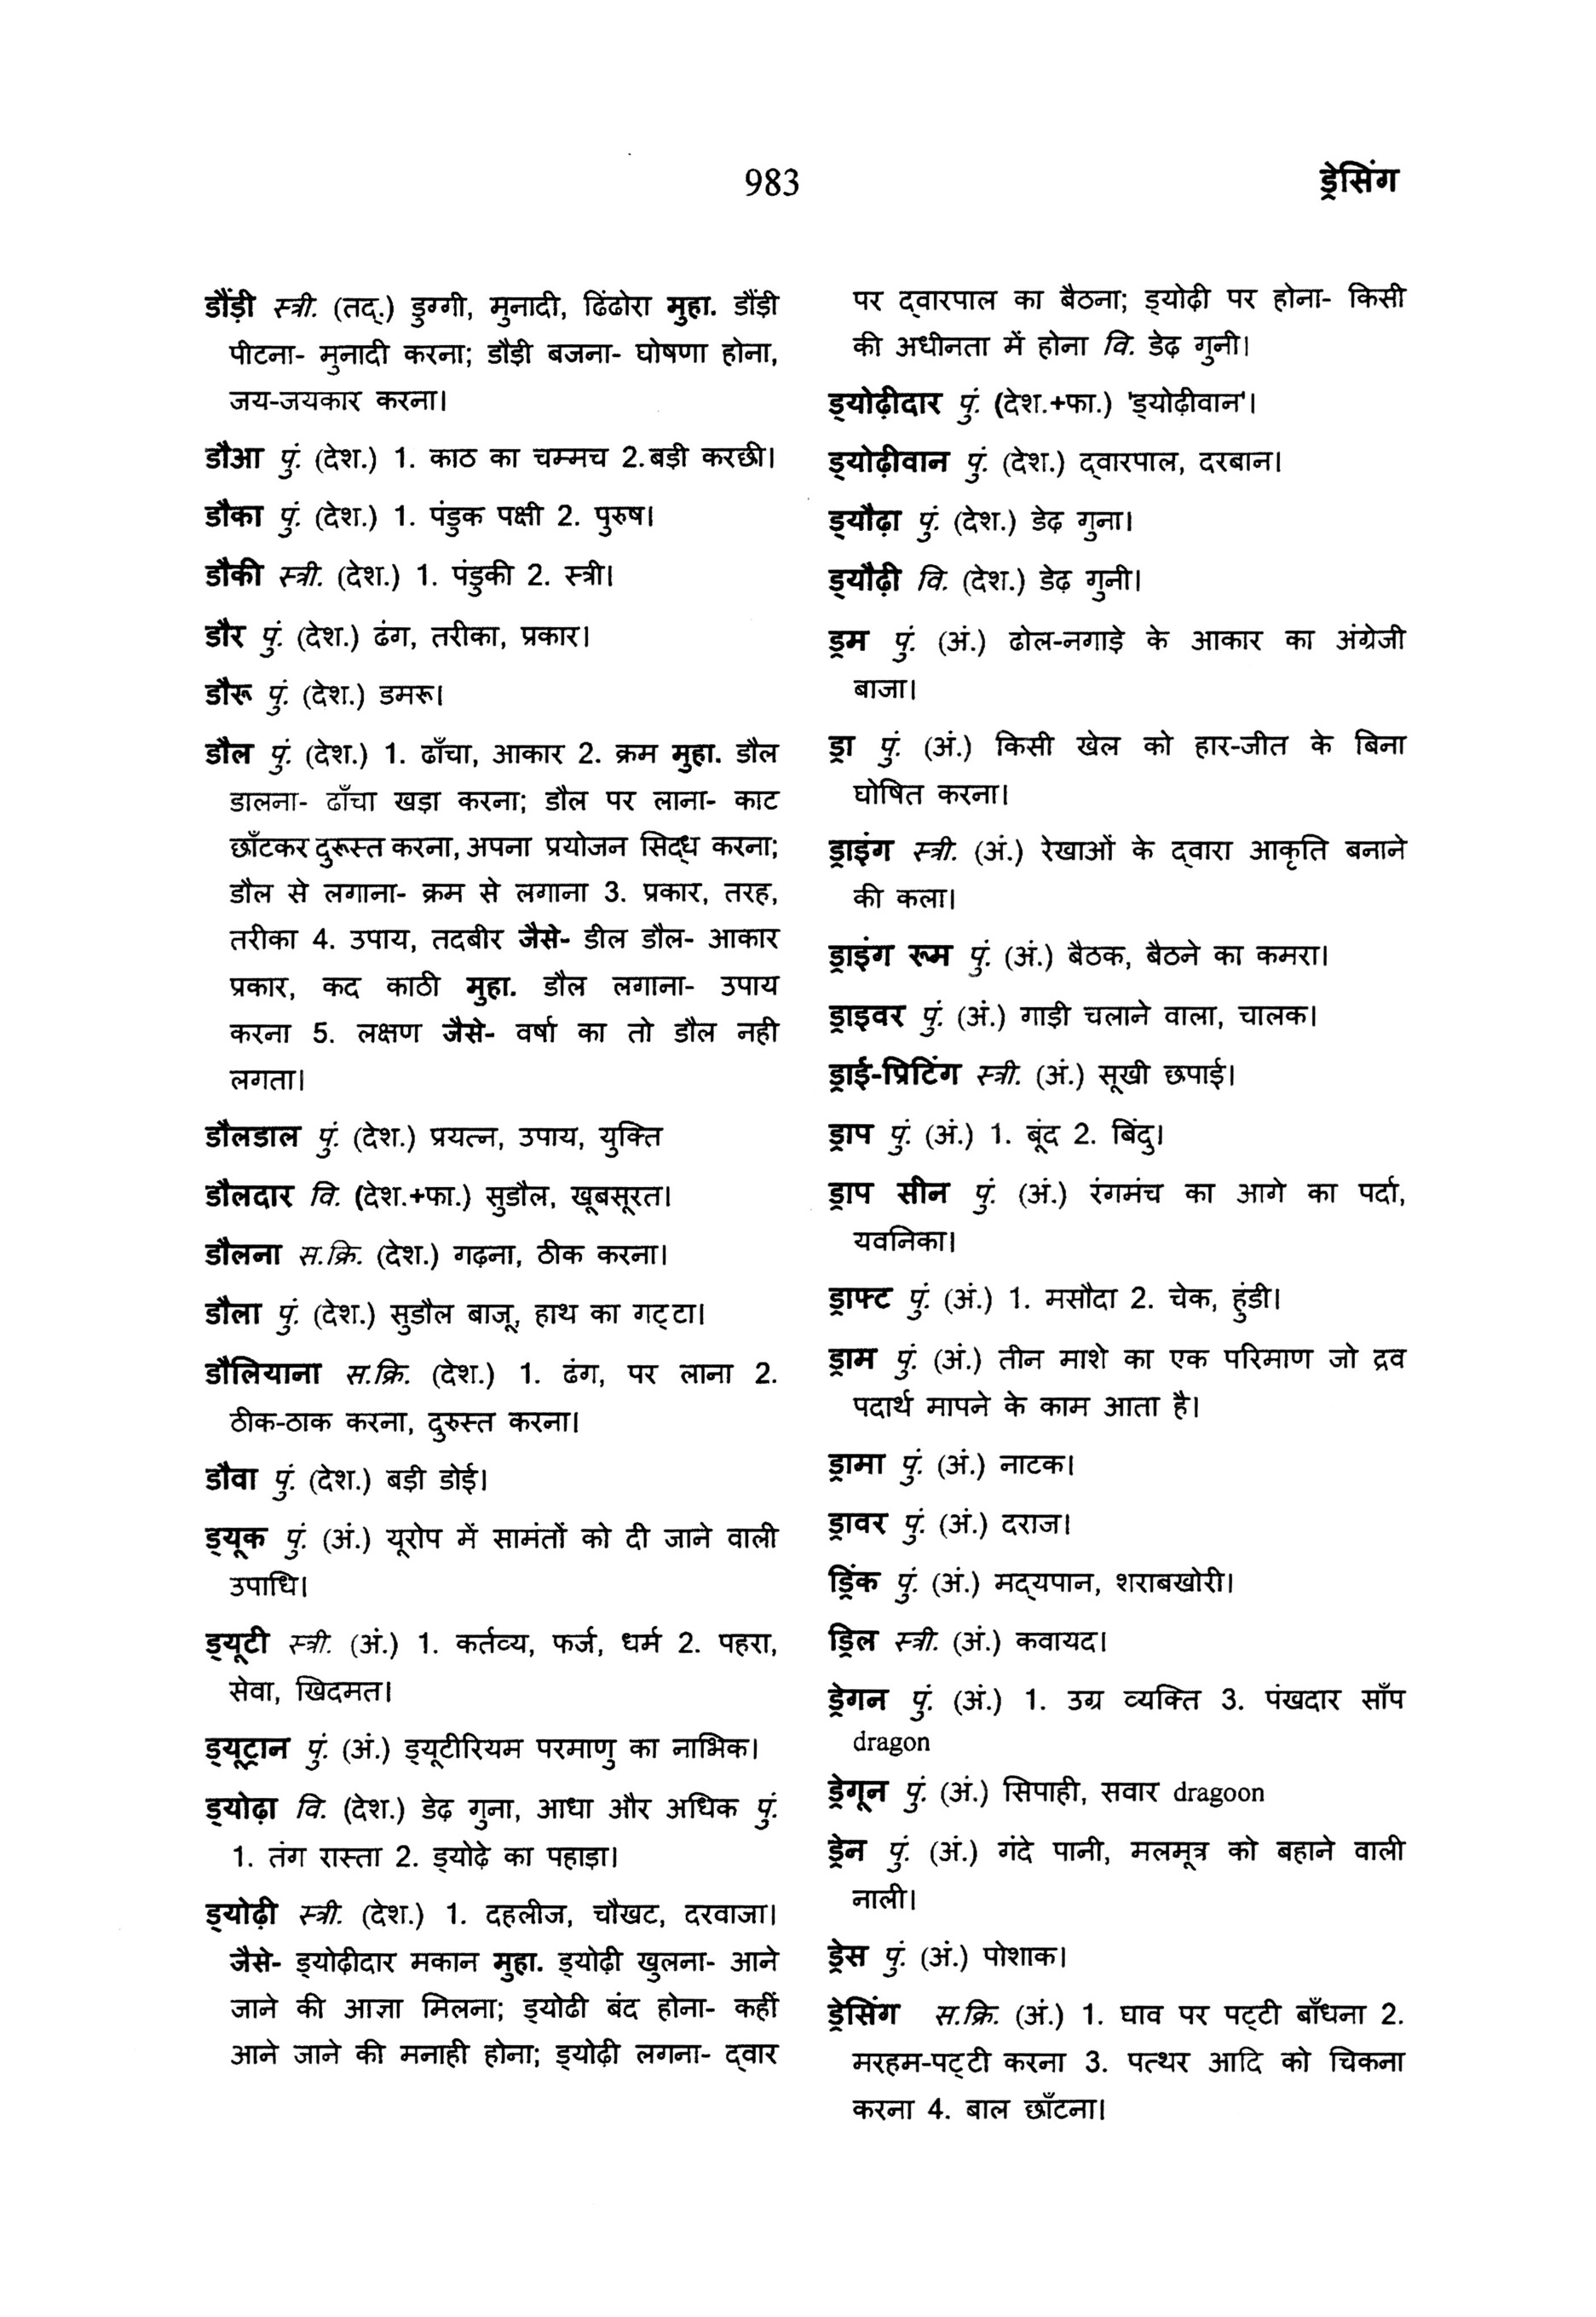 983
ड्रेसिंग
डौंड़ी स्त्री. (तद्.) डुग्गी, मुनादी, ढिंढोरा मुहा. डौंड़ी
पीटना- मुनादी करना; डौड़ी बजना- घोषणा होना,
जय-जयकार करना।
डौआ पुं. (देश.) 1. काठ का चम्मच 2.बड़ी करछी।
डौका पुं. (देश.) 1. पंडुक पक्षी 2. पुरुष।
डौकी स्त्री. (देश.) 1. पंडुकी 2. स्त्री।
डौर पुं. (देश.) ढंग, तरीका, प्रकार।
डौरू पुं. (देश.) डमरू।
डौल पुं. (देश.) 1. ढाँचा, आकार 2. क्रम मुहा. डौल
डालना- ढाँचा खड़ा करना; डौल पर लाना- काट
छाँटकर दुरूस्त करना, अपना प्रयोजन सिद्ध करना;
डौल से लगाना- क्रम से लगाना 3. प्रकार, तरह,
तरीका 4. उपाय, तदबीर जैसे- डील डौल- आकार
प्रकार, कद काठी मुहा. डौल लगाना- उपाय
करना 5. लक्षण जैसे- वर्षा का तो डौल नही
लगता।
डौलडाल पुं. (देश.) प्रयत्न, उपाय, युक्ति
डौलदार वि. (देश.+फा.) सुडौल, खूबसूरत।
डौलना स.क्रि. (देश.) गढ़ना, ठीक करना।
डौला पुं. (देश.) सुडौल बाजू, हाथ का गट्टा।
डौलियाना स.क्रि. (देश.) 1. ढंग, पर लाना 2.
ठीक-ठाक करना, दुरुस्त करना।
डौवा पुं. (देश.) बड़ी डोई।
ड्यूक पुं. (अं.) यूरोप में सामंतों को दी जाने वाली
उपाधि।
ड्यूटी स्त्री. (अं.) 1. कर्तव्य, फर्ज, धर्म 2. पहरा,
सेवा, खिदमत।
ड्यूट्रान पुं. (अं.) ड्यूटीरियम परमाणु का नाभिक।
ड्योढ़ा वि. (देश.) डेढ़ गुना, आधा और अधिक पुं.
1. तंग रास्ता 2. ड्योढ़े का पहाड़ा।
ड्योढ़ी स्त्री. (देश.) 1. दहलीज, चौखट, दरवाजा।
जैसे- ड्योढ़ीदार मकान मुहा. ड्योढ़ी खुलना- आने
जाने की आज्ञा मिलना; ड्योढी बंद होना- कहीं
आने जाने की मनाही होना; ड्योढ़ी लगना- द्वार
पर द्वारपाल का बैठना; ड्योढ़ी पर होना- किसी
की अधीनता में होना वि. डेढ़ गुनी।
ड्योढ़ीदार पुं. (देश.+फा.) 'ड्योढ़ीवान'।
ड्योढ़ीवान पुं. (देश.) द्वारपाल, दरबान।
ड्यौढ़ा पुं. (देश.) डेढ़ गुना।
ड्यौढ़ी वि. (देश.) डेढ़ गुनी।
ड्रम पुं. (अं.) ढोल-नगाड़े के आकार का अंग्रेजी
बाजा।
ड्रा पुं. (अं.) किसी खेल को हार-जीत के बिना
घोषित करना।
ड्राइंग स्त्री. (अं.) रेखाओं के द्वारा आकृति बनाने
की कला।
ड्राइंग रूम पुं. (अं.) बैठक, बैठने का कमरा।
ड्राइवर पुं. (अं.) गाड़ी चलाने वाला, चालक।
ड्राई-प्रिटिंग स्त्री. (अं.) सूखी छपाई।
ड्राप पुं. (अं.) 1. बूंद 2. बिंदु।
ड्राप सीन पुं. (अं.) रंगमंच का आगे का पर्दा,
यवनिका।
ड्राफ्ट पुं. (अं.) 1. मसौदा 2. चेक, हुंडी।
ड्राम पुं. (अं.) तीन माशे का एक परिमाण जो द्रव
पदार्थ मापने के काम आता है।
ड्रामा पुं. (अं.) नाटक।
ड्रावर पुं. (अं.) दराज।
ड्रिंक पुं. (अं.) मद्यपान, शराबखोरी।
ड्रिल स्त्री. (अं.) कवायद।
ड्रेगन पुं. (अं.) 1. उग्र व्यक्ति 3. पंखदार साँप
dragon
ड्रेगून पुं. (अं.) सिपाही, सवार dragoon
ड्रेन पुं. (अं.) गंदे पानी, मलमूत्र को बहाने वाली
नाली।
ड्रेस पुं. (अं.) पोशाक।
ड्रेसिंग स.क्रि. (अं.) 1. घाव पर पट्टी बाँधना 2.
मरहम-पट्टी करना 3. पत्थर आदि को चिकना
करना 4. बाल छाँटना।